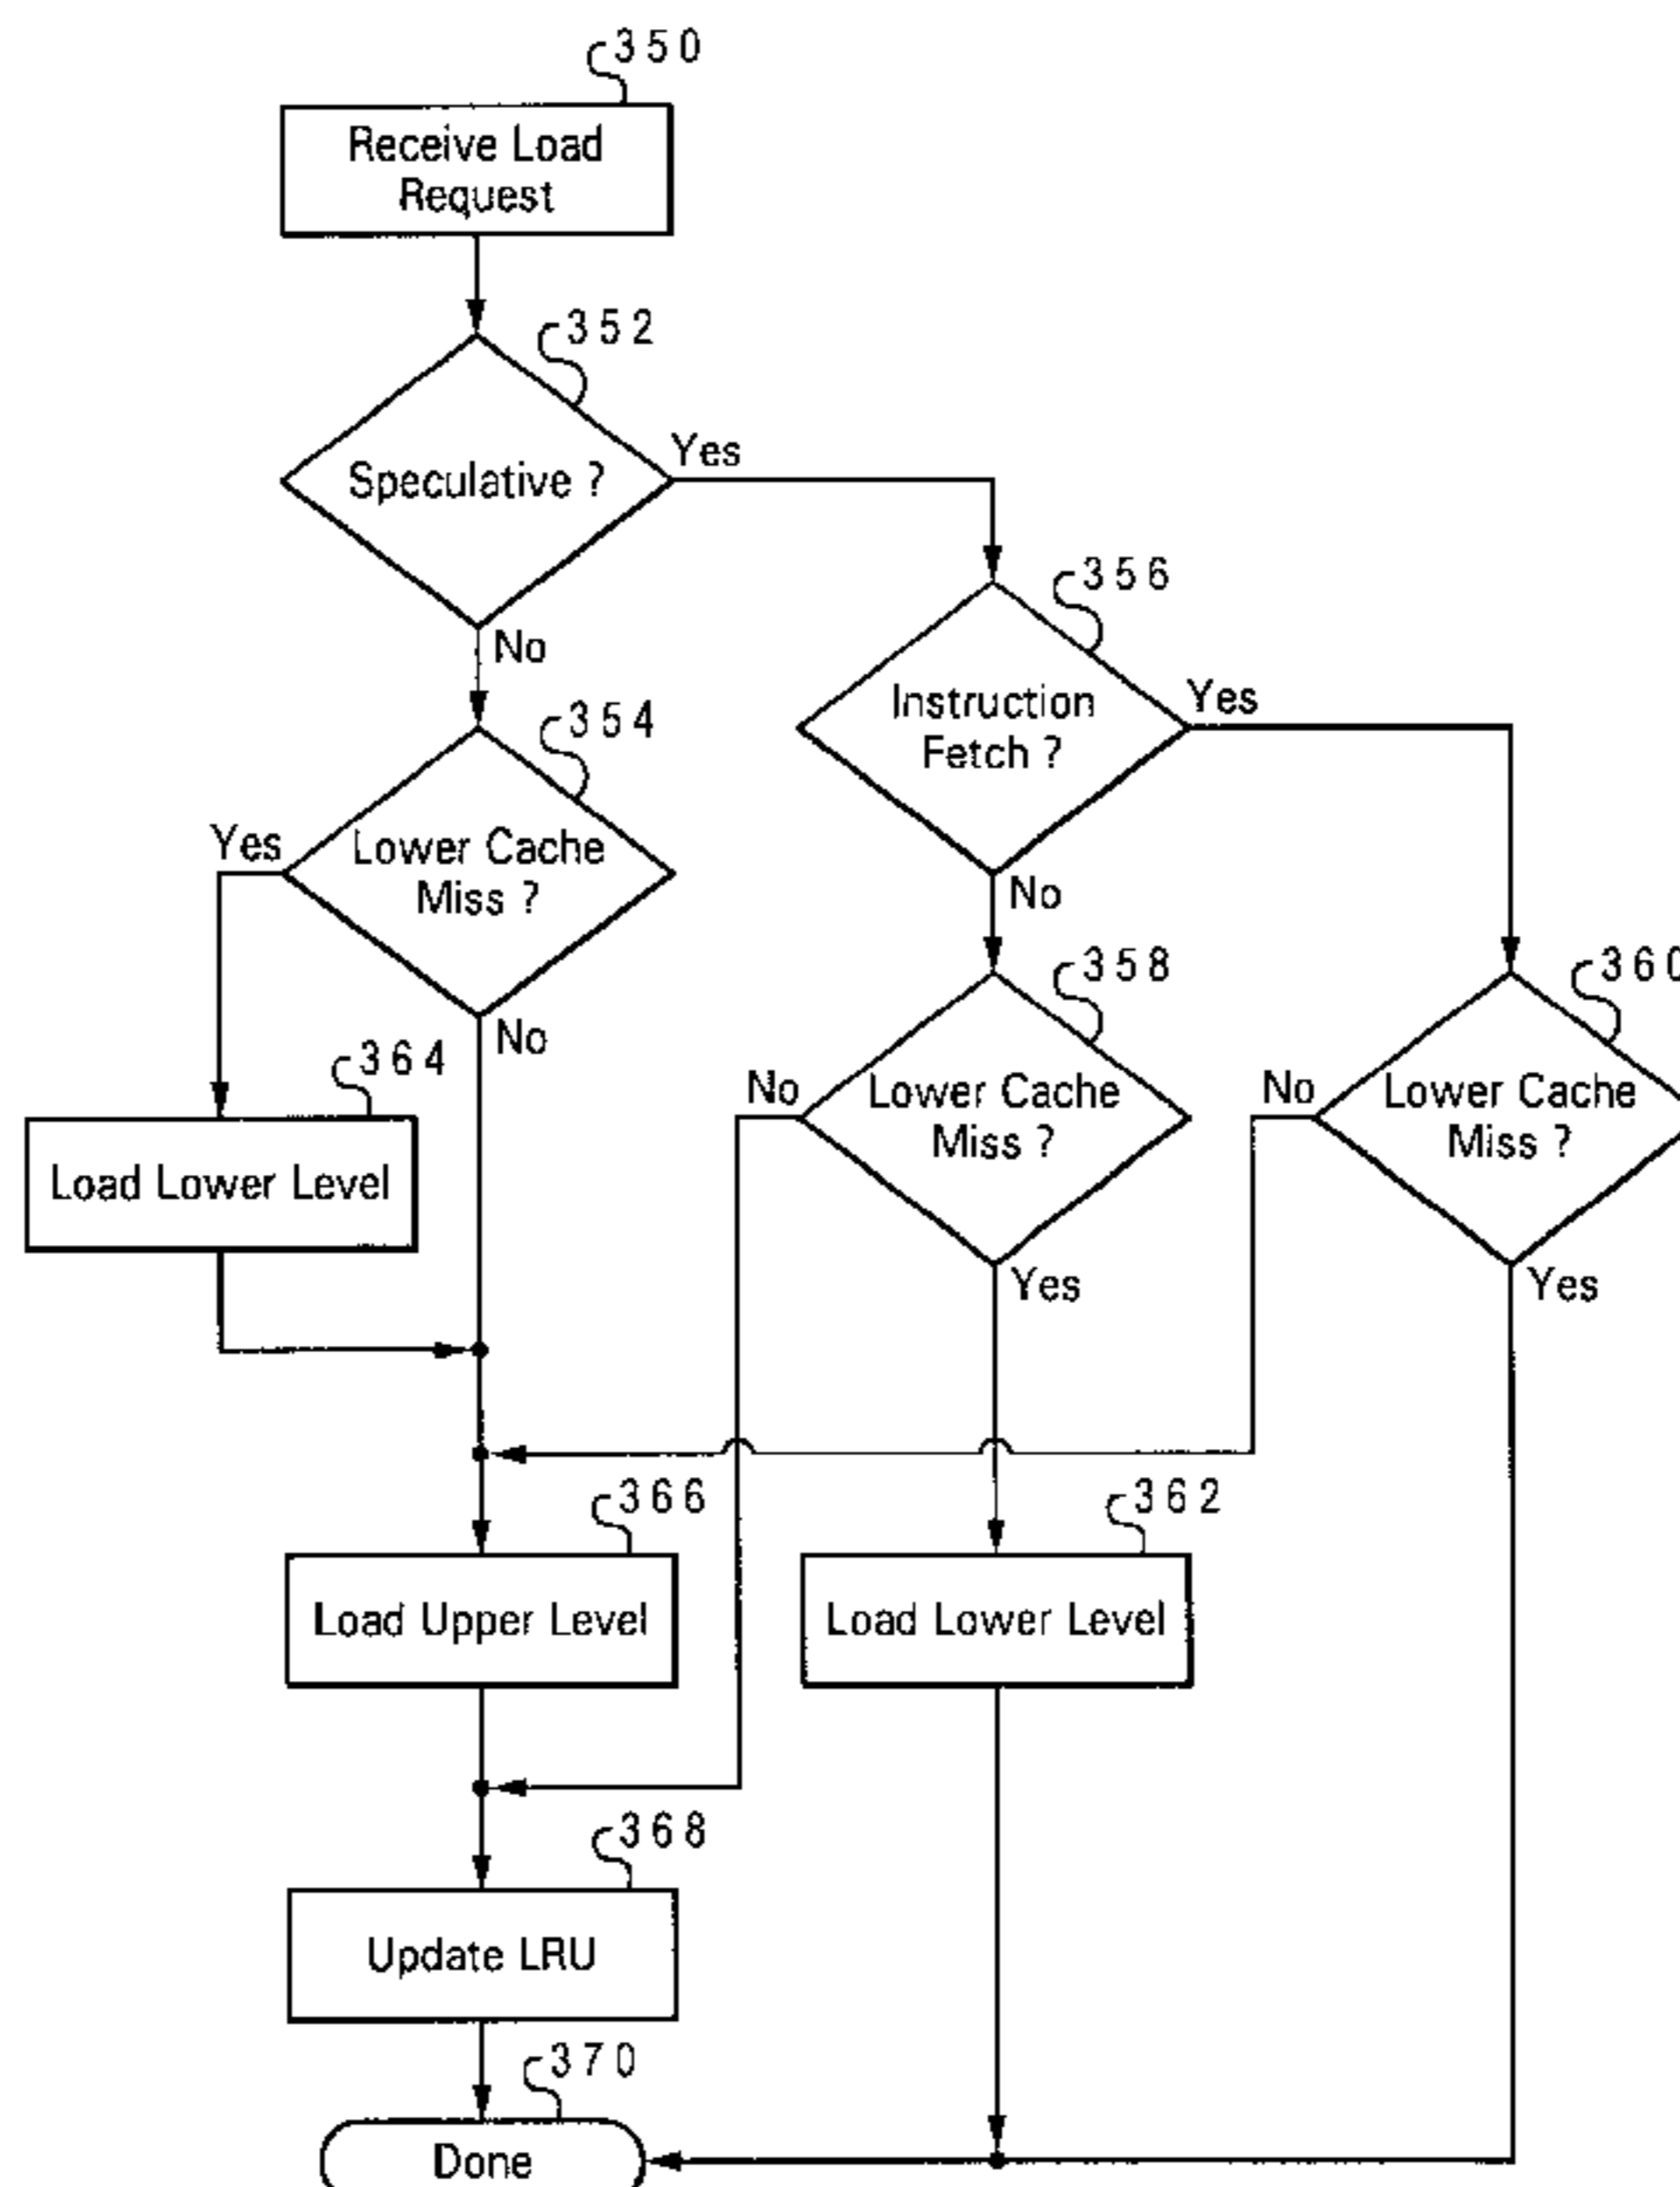 350
Receive Load
Request
352
Speculative ?
Yes
No
356
Instruction
Fetch ?
Yes
No
354
Lower Cache
Miss ?
Yes
No
358
Lower Cache
Miss ?
No
Yes
360
Lower Cache
Miss ?
No
Yes
364
Load Lower Level
366
Load Upper Level
362
Load Lower Level
368
Update LRU
370
Done